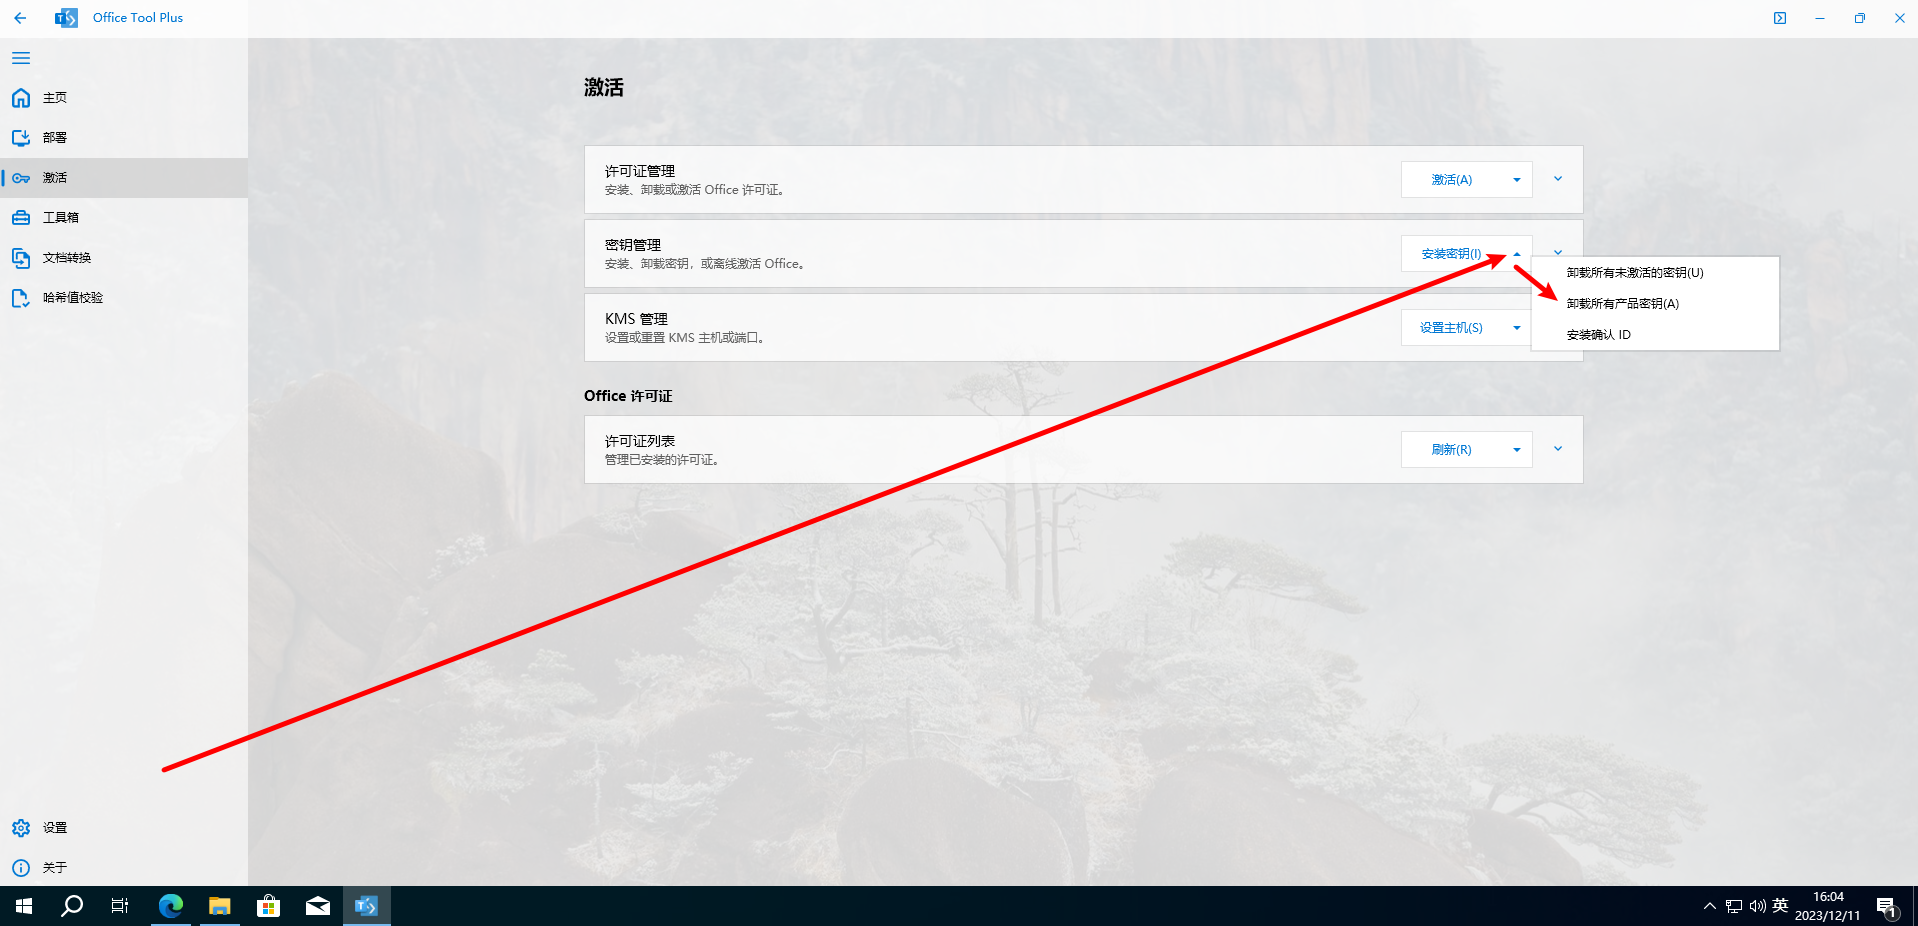 Office Tool Plus
主页
部署
激活
工具箱
文档转换
哈希值校验
设置
关于
激活
许可证管理
安装、卸载或激活 Office 许可证。
激活(A)
密钥管理
安装、卸载密钥，或离线激活 Office。
安装密钥(I)
卸载所有未激活的密钥(U)
卸载所有产品密钥(A)
安装确认 ID
KMS 管理
设置或重置 KMS 主机或端口。
设置主机(S)
Office 许可证
许可证列表
管理已安装的许可证。
刷新(R)
英
16:04
2023/12/11
1